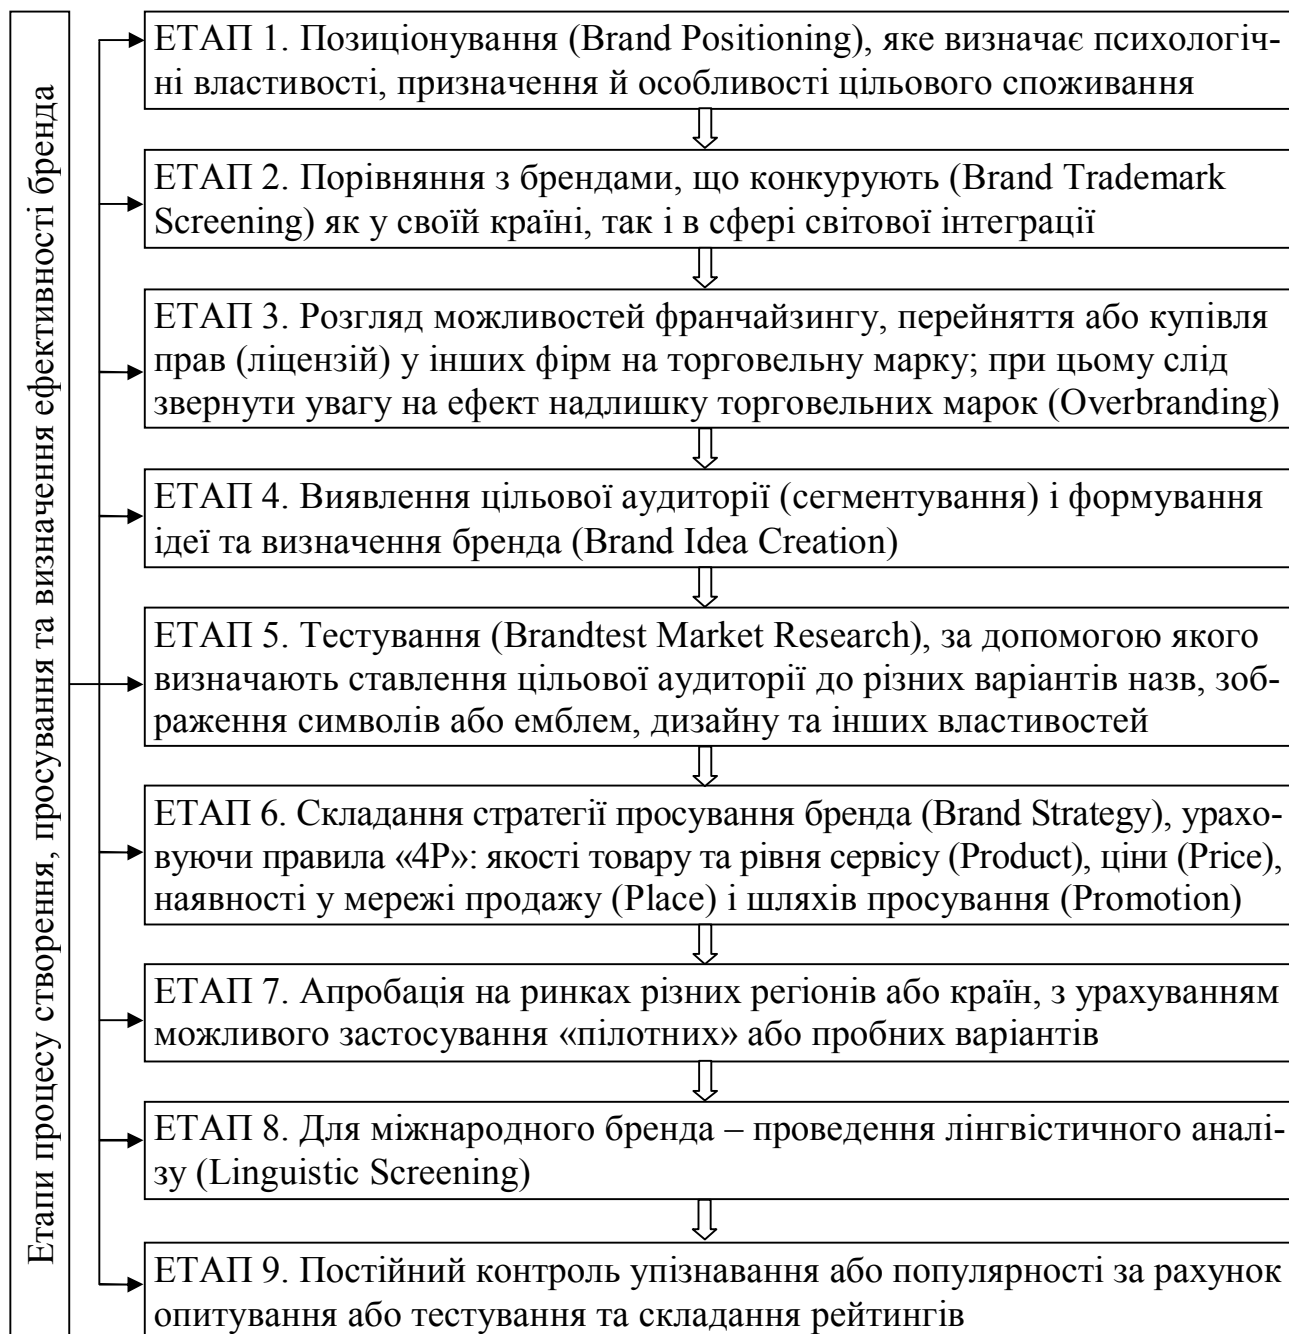 Етапи процесу створення, просування та визначення ефективності бренда
ЕТАП 1. Позиціонування (Brand Positioning), яке визначає психологіч-
ні властивості, призначення й особливості цільового споживання
ЕТАП 2. Порівняння з брендами, що конкурують (Brand Trademark
Screening) як у своїй країні, так і в сфері світової інтеграції
ЕТАП 3. Розгляд можливостей франчайзингу, перейняття або купівля
прав (ліцензій) у інших фірм на торговельну марку; при цьому слід
звернути увагу на ефект надлишку торговельних марок (Overbranding)
ЕТАП 4. Виявлення цільової аудиторії (сегментування) і формування
ідеї та визначення бренда (Brand Idea Creation)
ЕТАП 5. Тестування (Brandtest Market Research), за допомогою якого
визначають ставлення цільової аудиторії до різних варіантів назв, зо-
браження символів або емблем, дизайну та інших властивостей
ЕТАП 6. Складання стратегії просування бренда (Brand Strategy), урахо-
вуючи правила «4Р»: якості товару та рівня сервісу (Product), ціни (Price),
наявності у мережі продажу (Place) і шляхів просування (Promotion)
ЕТАП 7. Апробація на ринках різних регіонів або країн, з урахуванням
можливого застосування «пілотних» або пробних варіантів
ЕТАП 8. Для міжнародного бренда – проведення лінгвістичного аналі-
зу (Linguistic Screening)
ЕТАП 9. Постійний контроль упізнавання або популярності за рахунок
опитування або тестування та складання рейтингів